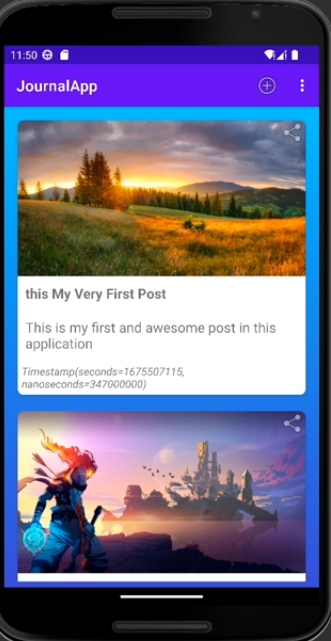 11:50
JournalApp
this My Very First Post
This is my first and awesome post in this
application
Timestamp(seconds=1675507115,
nanoseconds=347000000)